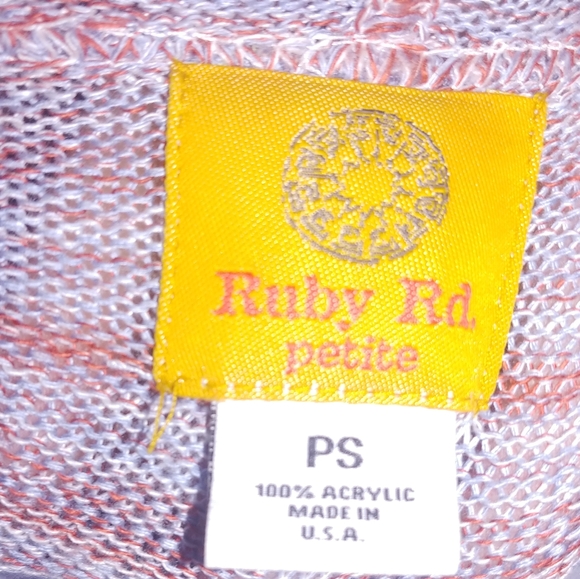 Ruby Rd.
petite
PS
100% ACRYLIC
MADE IN
U.S.A.